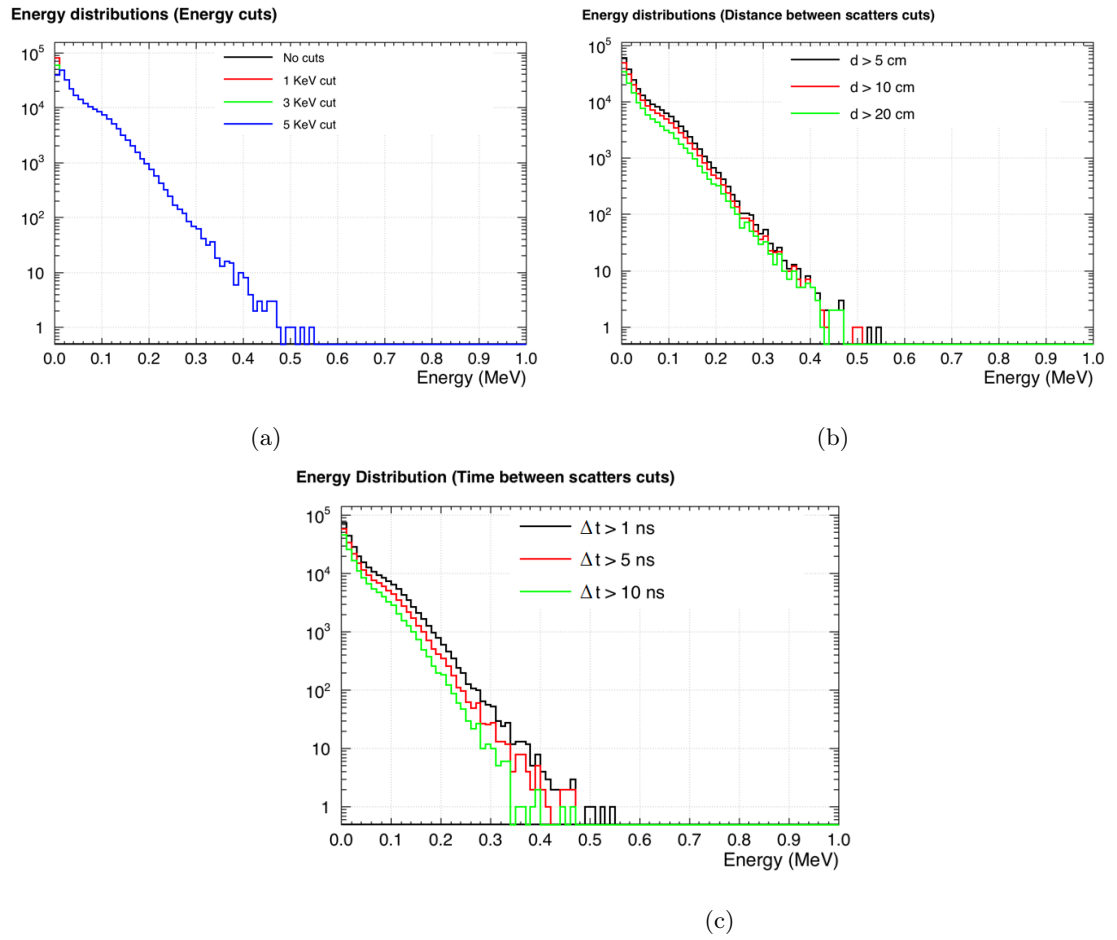 Energy distributions (Energy cuts)
10^5
10^4
10^3
10^2
10
1
No cuts
1 KeV cut
3 KeV cut
5 KeV cut
0.0 0.1 0.2 0.3 0.4 0.5 0.6 0.7 0.8 0.9 1.0
Energy (MeV)
(a)
Energy distributions (Distance between scatters cuts)
10^5
10^4
10^3
10^2
10
1
d > 5 cm
d > 10 cm
d > 20 cm
0.0 0.1 0.2 0.3 0.4 0.5 0.6 0.7 0.8 0.9 1.0
Energy (MeV)
(b)
Energy Distribution (Time between scatters cuts)
10^5
10^4
10^3
10^2
10
1
Δt > 1 ns
Δt > 5 ns
Δt > 10 ns
0.0 0.1 0.2 0.3 0.4 0.5 0.6 0.7 0.8 0.9 1.0
Energy (MeV)
(c)